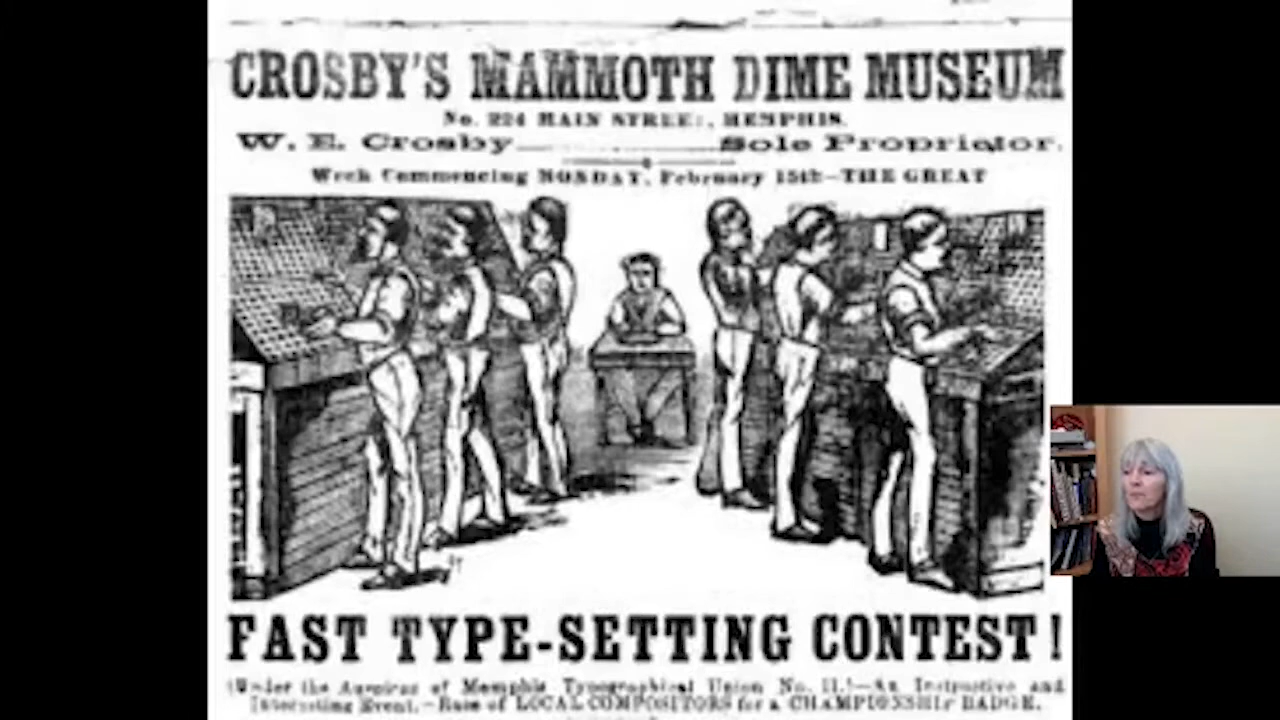 CROSBY'S MAMMOTH DIME MUSEUM
No. 224 MAIN STREET, MEMPHIS.
W. E. Crosby Sole Proprietor.
Week Commencing MONDAY, February 15th—THE GREAT
FAST TYPE-SETTING CONTEST!
(Under the Auspices of Memphis Typographical Union No. 11.)—An Instructive and
Interesting Event.—Race of LOCAL COMPOSITORS for a CHAMPIONSHIP BADGE.